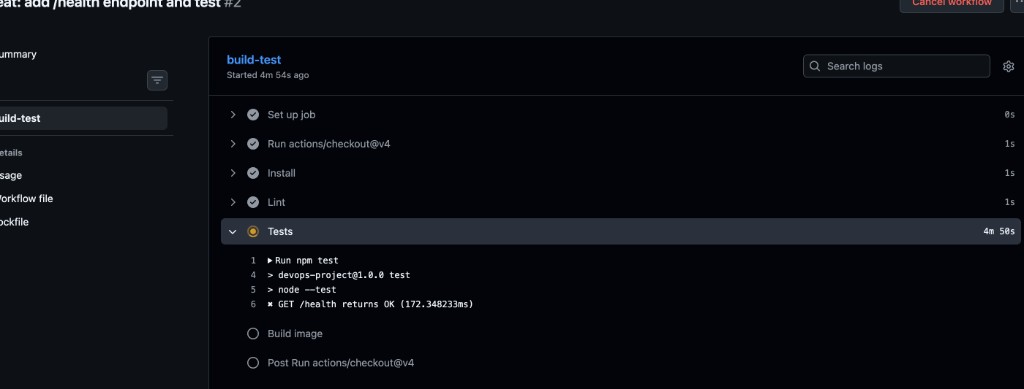 eat: add /health endpoint and test #2
Cancel workflow
ummary
build-test
Started 4m 54s ago
Search logs
uild-test
etails
sage
orkflow file
ockfile
Set up job 0s
Run actions/checkout@v4 1s
Install 1s
Lint 1s
Tests 4m 50s
1 ▶ Run npm test
4 > devops-project@1.0.0 test
5 > node --test
6 ✖ GET /health returns OK (172.348233ms)
Build image
Post Run actions/checkout@v4